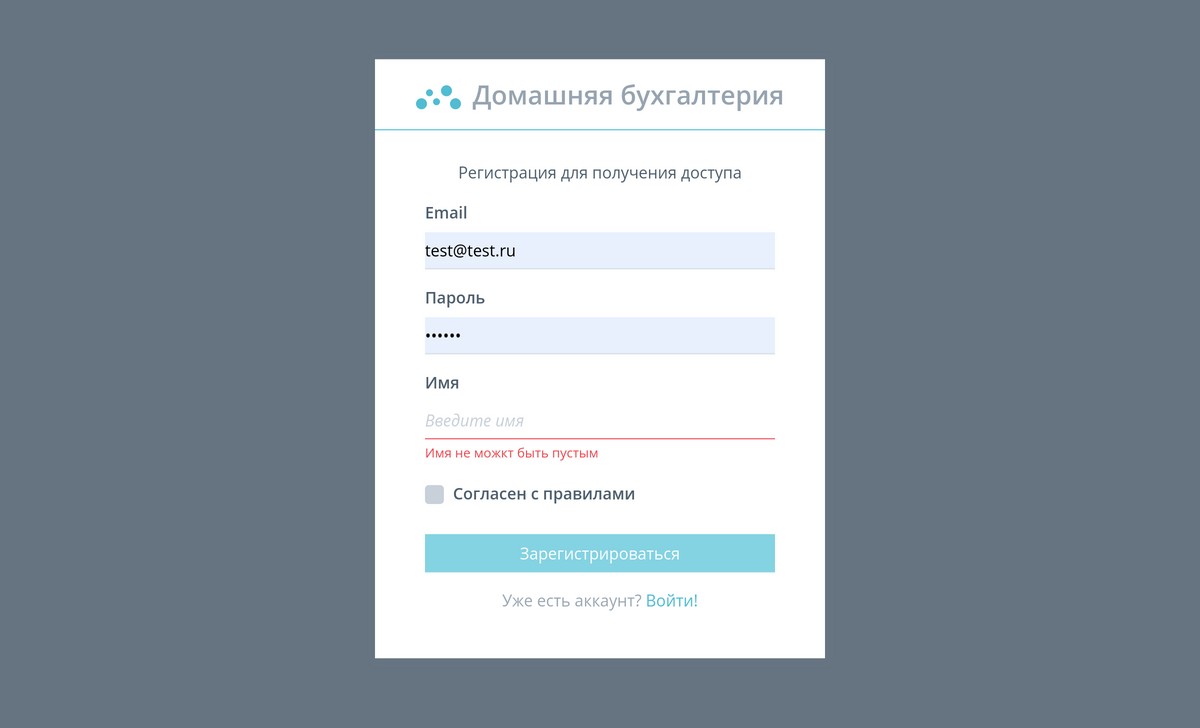 Домашняя бухгалтерия
Регистрация для получения доступа
Email
test@test.ru
Пароль
••••••
Имя
Введите имя
Имя не можкт быть пустым
Согласен с правилами
Зарегистрироваться
Уже есть аккаунт? Войти!